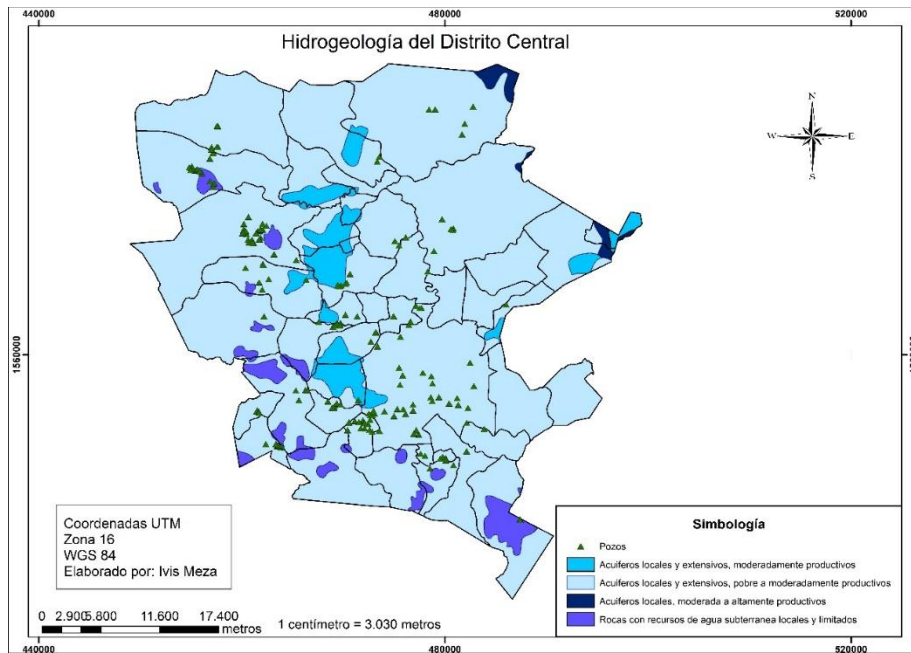 440000
480000
520000
Hidrogeología del Distrito Central
N
W
E
S
1560000
Coordenadas UTM
Zona 16
WGS 84
Elaborado por: Ivis Meza
0 2.900 5.800 11.600 17.400
metros
1 centímetro = 3.030 metros
Simbología
Pozos
Acuiferos locales y extensivos, moderadamente productivos
Acuiferos locales y extensivos, pobre a moderadamente productivos
Acuiferos locales, moderada a altamente productivos
Rocas con recursos de agua subterranea locales y limitados
440000
480000
520000